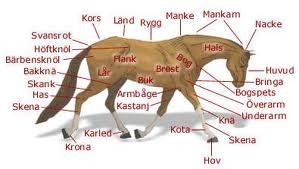 Kors
Länd
Rygg
Manke
Mankam
Nacke
Svansrot
Höftknöl
Bärbensknöl
Bakknä
Skank
Has
Skena
Krona
Karled
Lår
Flank
Buk
Bröst
Bog
Hals
Armbåge
Kastanj
Kota
Hov
Skena
Knä
Underarm
Överarm
Bogspets
Bringa
Huvud